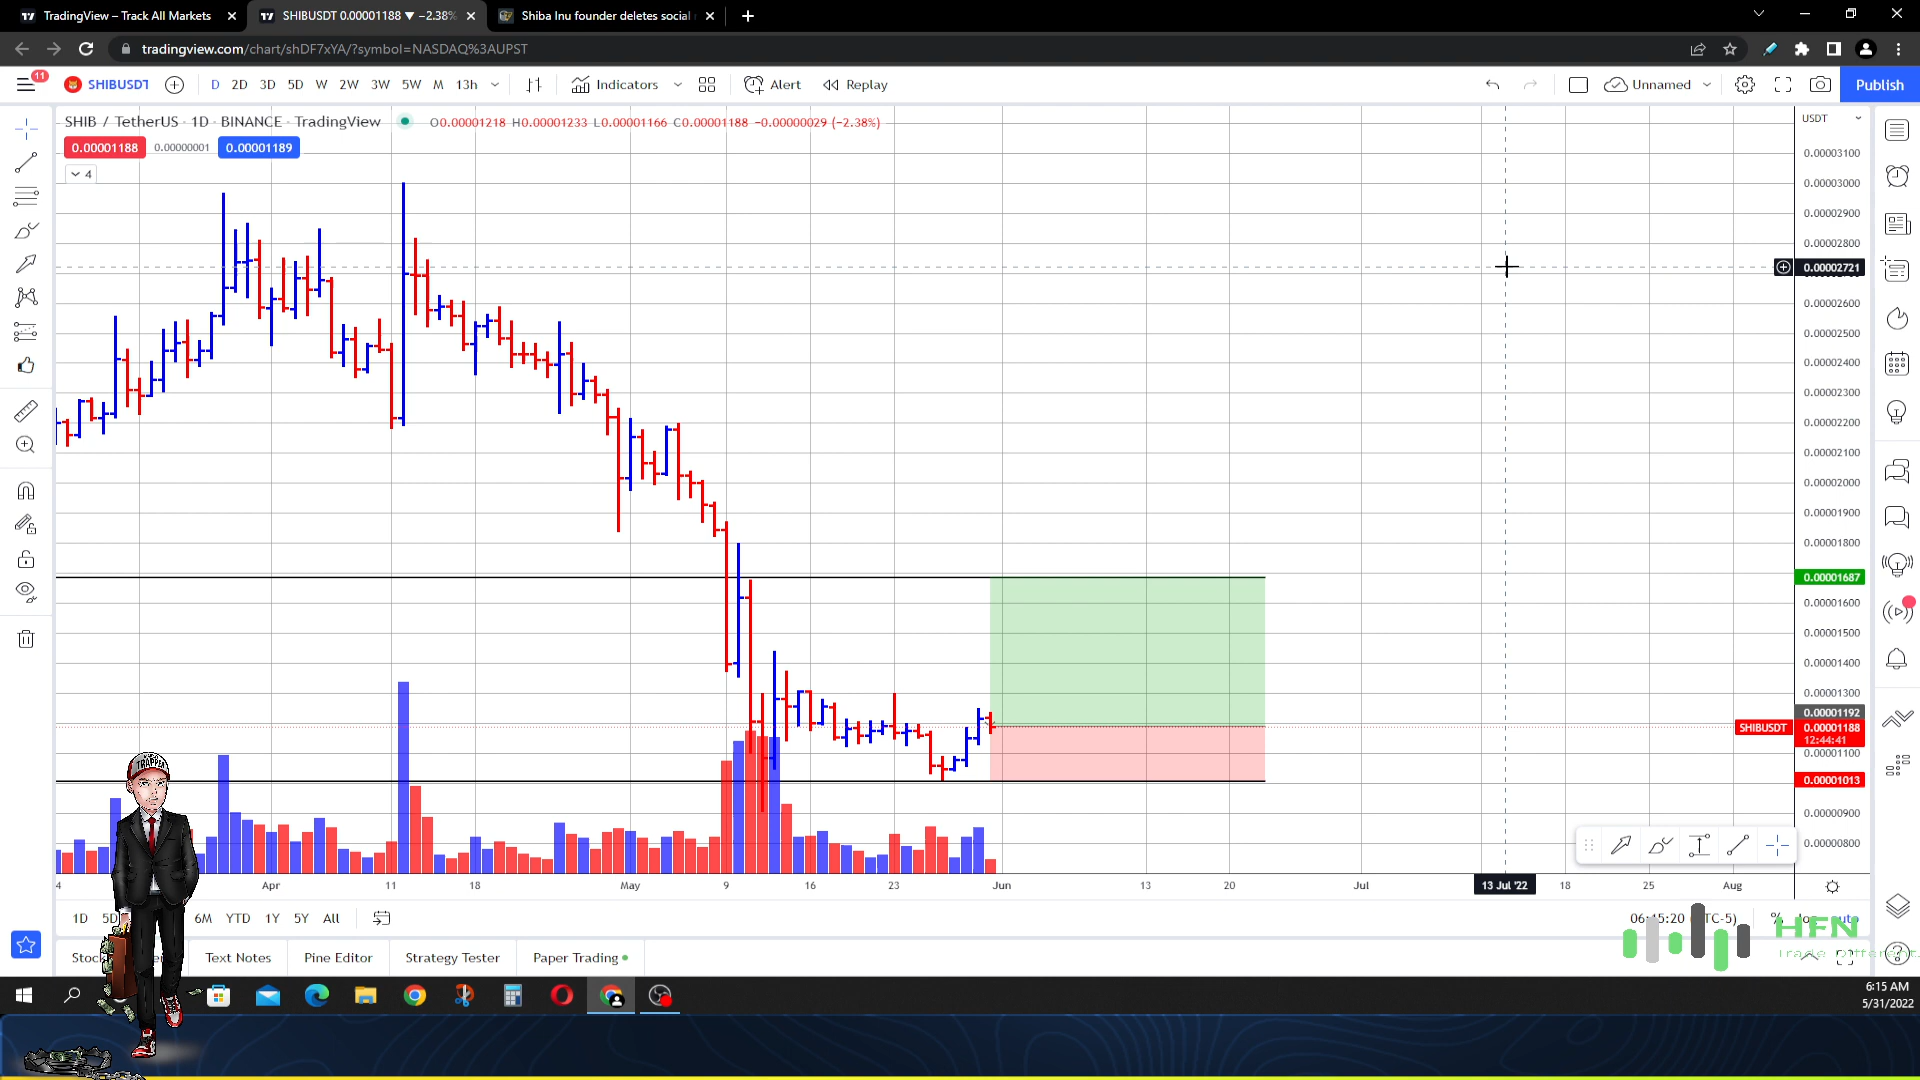 TradingView – Track All Markets
SHIBUSDT 0.00001188 ▼ −2.38%
Shiba Inu founder deletes social
tradingview.com/chart/shDF7xYA/?symbol=NASDAQ%3AUPST
11
SHIBUSDT
D 2D 3D 5D W 2W 3W 5W M 13h
Indicators
Alert
Replay
Unnamed
Publish
SHIB / TetherUS · 1D · BINANCE · TradingView
O0.00001218 H0.00001233 L0.00001166 C0.00001188 −0.00000029 (−2.38%)
USDT
0.00001188 0.00000001 0.00001189
4
0.00003100
0.00003000
0.00002900
0.00002800
0.00002721
0.00002600
0.00002500
0.00002400
0.00002300
0.00002200
0.00002100
0.00002000
0.00001900
0.00001800
0.00001687
0.00001600
0.00001500
0.00001400
0.00001300
0.00001192
SHIBUSDT 0.00001188
12:44:41
0.00001100
0.00001013
0.00000900
0.00000800
TRAPPER
4 Apr 11 18 May 9 16 23 Jun 13 20 Jul 13 Jul '22 18 25 Aug
1D 6M YTD 1Y 5Y All
%
HFN
Trade Different
Text Notes
Pine Editor
Strategy Tester
Paper Trading
6:15 AM
5/31/2022